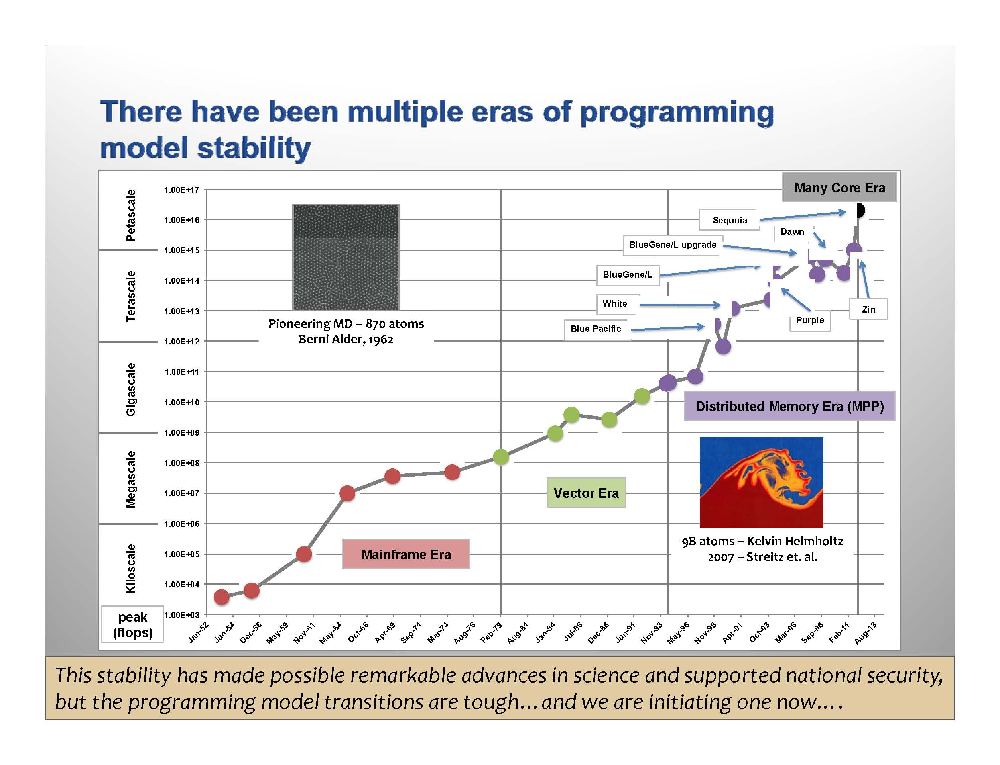 There have been multiple eras of programming
model stability
Petascale
Terascale
Gigascale
Megascale
Kiloscale
peak
(flops)
1.00E+17
1.00E+16
1.00E+15
1.00E+14
1.00E+13
1.00E+12
1.00E+11
1.00E+10
1.00E+09
1.00E+08
1.00E+07
1.00E+06
1.00E+05
1.00E+04
1.00E+03
Many Core Era
Sequoia
Dawn
BlueGene/L upgrade
BlueGene/L
White
Zin
Purple
Blue Pacific
Pioneering MD – 870 atoms
Berni Alder, 1962
Distributed Memory Era (MPP)
Vector Era
Mainframe Era
9B atoms – Kelvin Helmholtz
2007 – Streitz et. al.
Jan-52
Jun-54
Dec-56
May-59
Nov-61
May-64
Oct-66
Apr-69
Sep-71
Mar-74
Aug-76
Feb-79
Aug-81
Jan-84
Jul-86
Dec-88
Jun-91
Nov-93
May-96
Nov-98
Apr-01
Oct-03
Mar-06
Sep-08
Feb-11
Aug-13
This stability has made possible remarkable advances in science and supported national security,
but the programming model transitions are tough…and we are initiating one now….